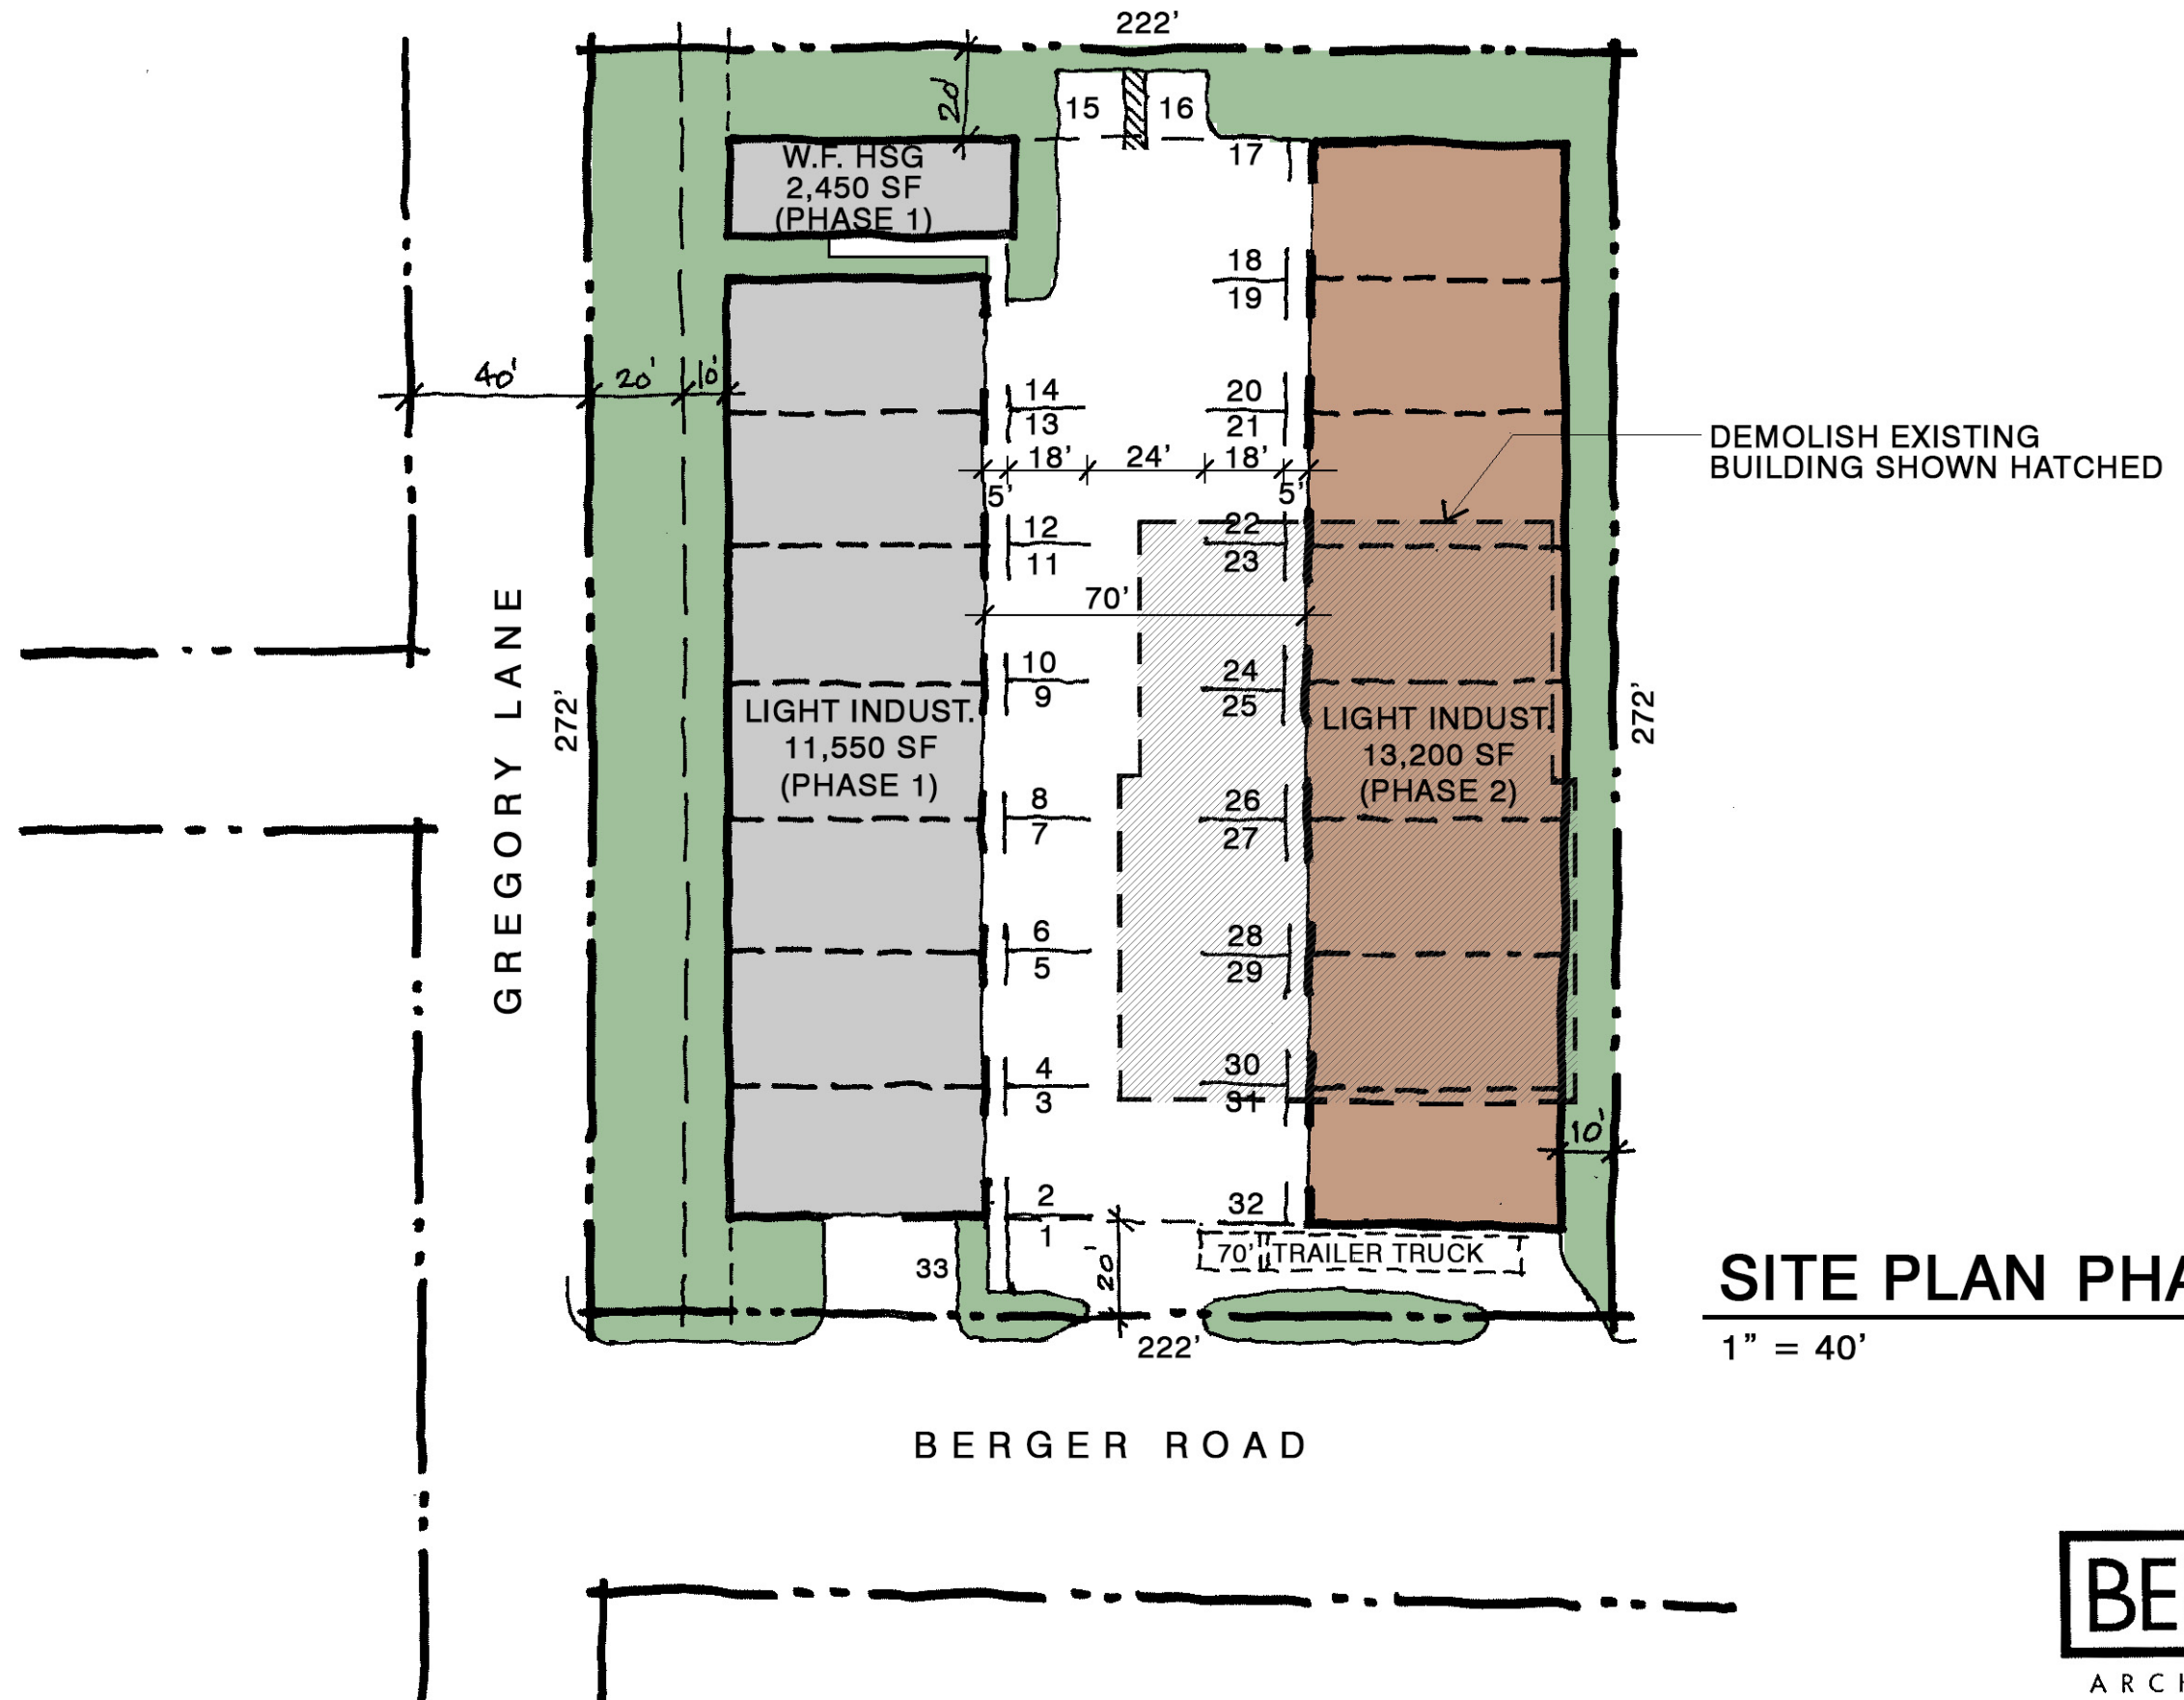 222'
20'
15
16
17
W.F. HSG
2,450 SF
(PHASE 1)
18
19
40'
20'
10'
14
13
20
21
18'
24'
18'
5'
5'
DEMOLISH EXISTING
BUILDING SHOWN HATCHED
12
11
22
23
70'
GREGORY LANE
272'
10
9
24
25
LIGHT INDUST.
11,550 SF
(PHASE 1)
LIGHT INDUST.
13,200 SF
(PHASE 2)
272'
8
7
26
27
6
5
28
29
4
3
30
31
10'
2
1
32
33
20'
70' TRAILER TRUCK
222'
SITE PLAN PHA
1” = 40’
BERGER ROAD
BE
ARCH